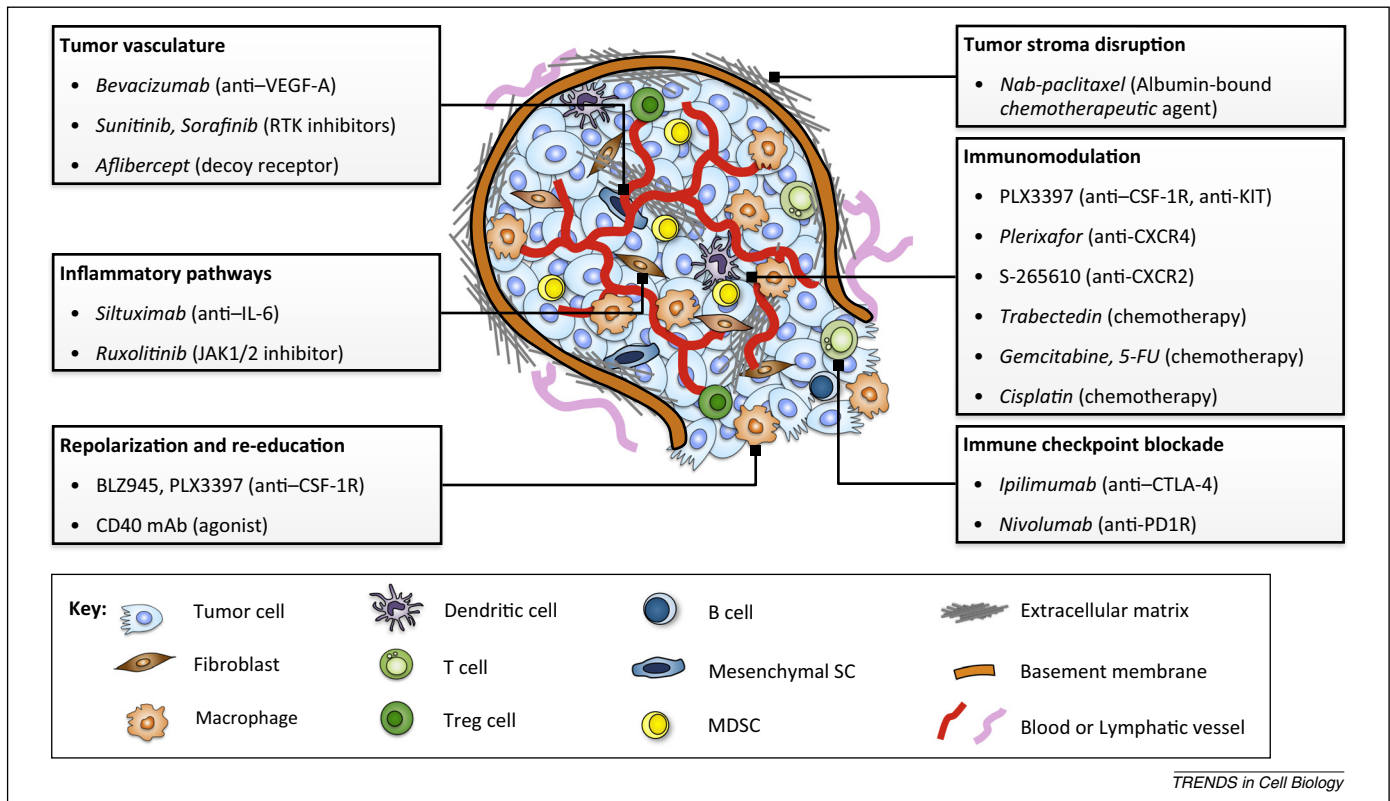 Tumor vasculature
• Bevacizumab (anti–VEGF-A)
• Sunitinib, Sorafinib (RTK inhibitors)
• Aflibercept (decoy receptor)
Inflammatory pathways
• Siltuximab (anti–IL-6)
• Ruxolitinib (JAK1/2 inhibitor)
Repolarization and re-education
• BLZ945, PLX3397 (anti–CSF-1R)
• CD40 mAb (agonist)
Tumor stroma disruption
• Nab-paclitaxel (Albumin-bound
chemotherapeutic agent)
Immunomodulation
• PLX3397 (anti–CSF-1R, anti-KIT)
• Plerixafor (anti-CXCR4)
• S-265610 (anti-CXCR2)
• Trabectedin (chemotherapy)
• Gemcitabine, 5-FU (chemotherapy)
• Cisplatin (chemotherapy)
Immune checkpoint blockade
• Ipilimumab (anti–CTLA-4)
• Nivolumab (anti-PD1R)
Key:
Tumor cell
Dendritic cell
B cell
Extracellular matrix
Fibroblast
T cell
Mesenchymal SC
Basement membrane
Macrophage
Treg cell
MDSC
Blood or Lymphatic vessel
TRENDS in Cell Biology